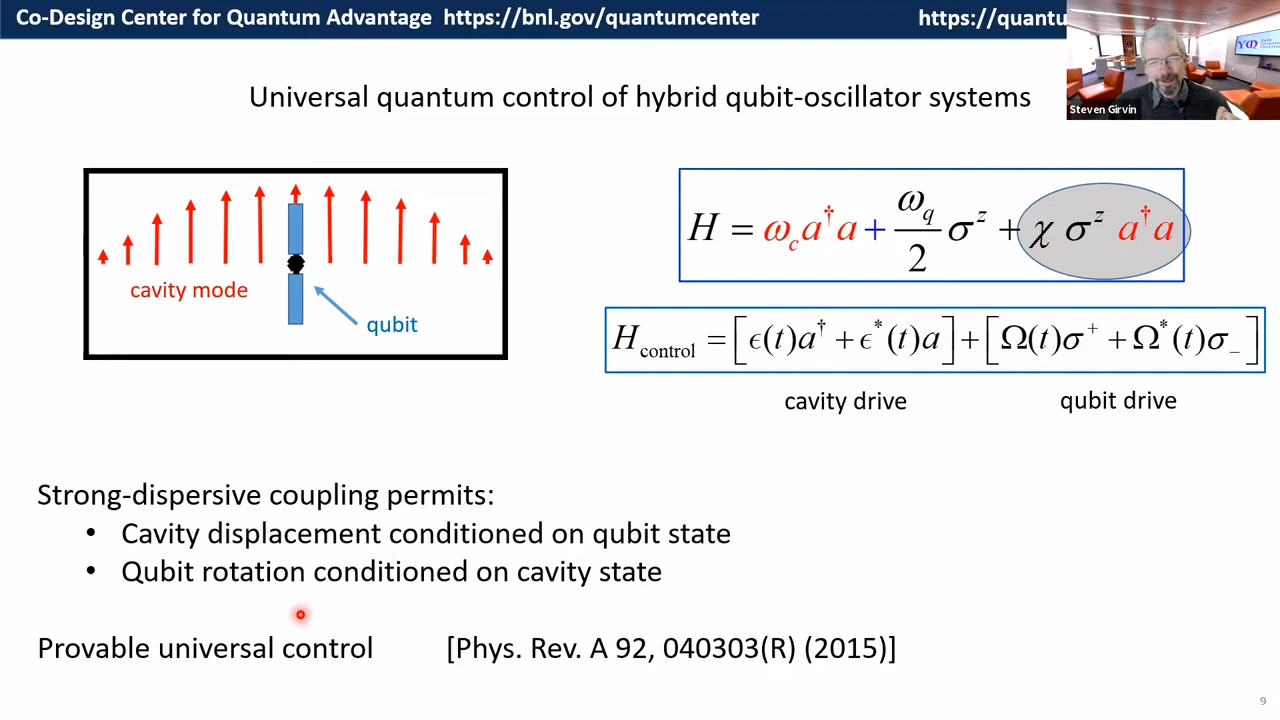 Co-Design Center for Quantum Advantage https://bnl.gov/quantumcenter https://quantu
Steven Girvin
Universal quantum control of hybrid qubit-oscillator systems
cavity mode
qubit
H = ω_c a†a + ω_q/2 σ^z + χ σ^z a†a
H_control = [ϵ(t)a† + ϵ*(t)a] + [Ω(t)σ^+ + Ω*(t)σ_−]
cavity drive qubit drive
Strong-dispersive coupling permits:
• Cavity displacement conditioned on qubit state
• Qubit rotation conditioned on cavity state
Provable universal control [Phys. Rev. A 92, 040303(R) (2015)]
9